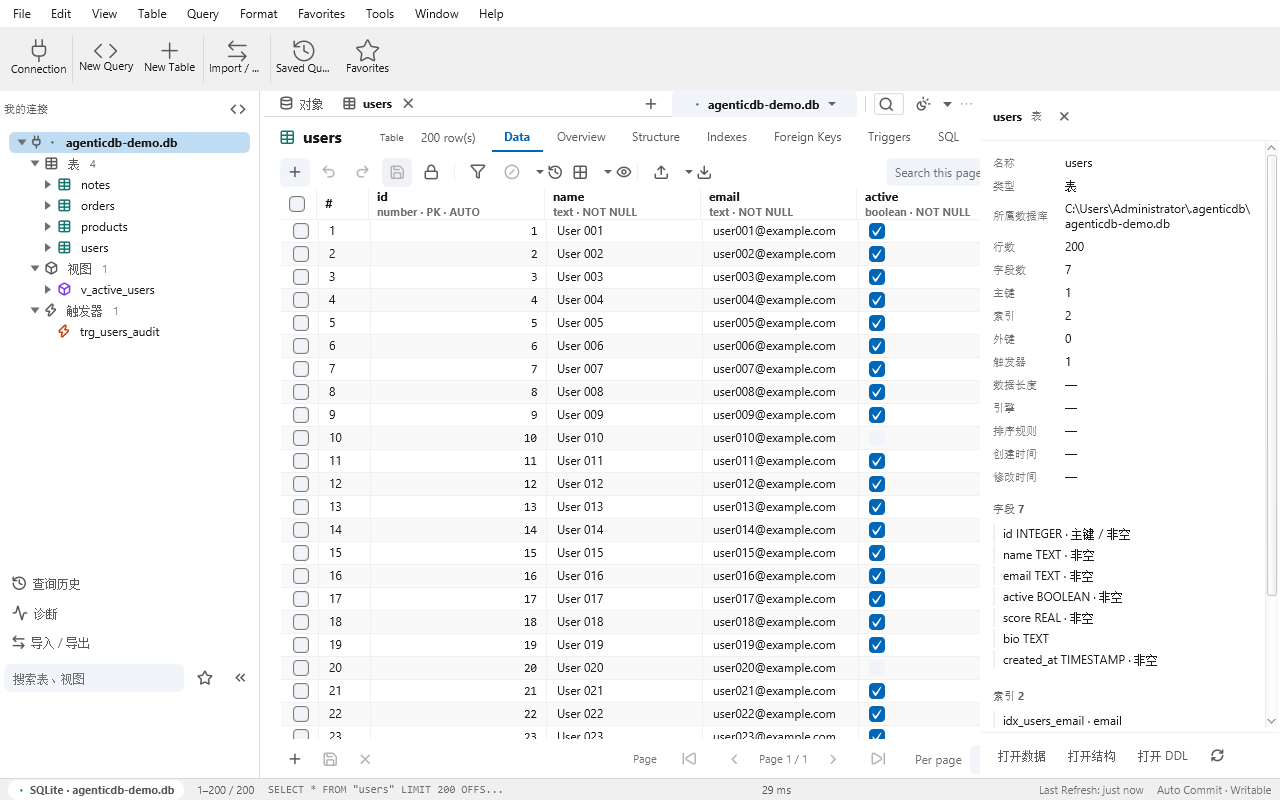 File Edit View Table Query Format Favorites Tools Window Help
Connection New Query New Table Import / ... Saved Qu... Favorites
我的连接
agenticdb-demo.db
表 4
notes
orders
products
users
视图 1
v_active_users
触发器 1
trg_users_audit
查询历史
诊断
导入 / 导出
搜索表、视图
对象 users agenticdb-demo.db
users Table 200 row(s) Data Overview Structure Indexes Foreign Keys Triggers SQL
Search this page
# id name email active
number · PK · AUTO text · NOT NULL text · NOT NULL boolean · NOT NULL
1 1 User 001 user001@example.com
2 2 User 002 user002@example.com
3 3 User 003 user003@example.com
4 4 User 004 user004@example.com
5 5 User 005 user005@example.com
6 6 User 006 user006@example.com
7 7 User 007 user007@example.com
8 8 User 008 user008@example.com
9 9 User 009 user009@example.com
10 10 User 010 user010@example.com
11 11 User 011 user011@example.com
12 12 User 012 user012@example.com
13 13 User 013 user013@example.com
14 14 User 014 user014@example.com
15 15 User 015 user015@example.com
16 16 User 016 user016@example.com
17 17 User 017 user017@example.com
18 18 User 018 user018@example.com
19 19 User 019 user019@example.com
20 20 User 020 user020@example.com
21 21 User 021 user021@example.com
22 22 User 022 user022@example.com
23 23 User 023 user023@example.com
Page Page 1 / 1 Per page
users 表
名称 users
类型 表
所属数据库 C:\Users\Administrator\.agenticdb\
agenticdb-demo.db
行数 200
字段数 7
主键 1
索引 2
外键 0
触发器 1
数据长度 —
引擎 —
排序规则 —
创建时间 —
修改时间 —
字段 7
id INTEGER · 主键 / 非空
name TEXT · 非空
email TEXT · 非空
active BOOLEAN · 非空
score REAL · 非空
bio TEXT
created_at TIMESTAMP · 非空
索引 2
idx_users_email · email
打开数据 打开结构 打开 DDL
SQLite · agenticdb-demo.db 1–200 / 200 SELECT * FROM "users" LIMIT 200 OFFS... 29 ms Last Refresh: just now Auto Commit · Writable